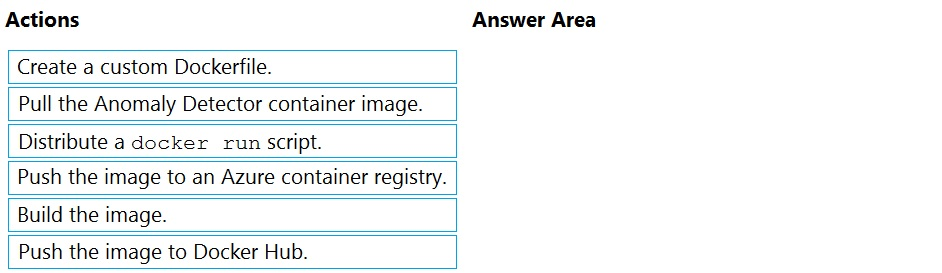 Actions
Answer Area
Create a custom Dockerfile.
Pull the Anomaly Detector container image.
Distribute a docker run script.
Push the image to an Azure container registry.
Build the image.
Push the image to Docker Hub.